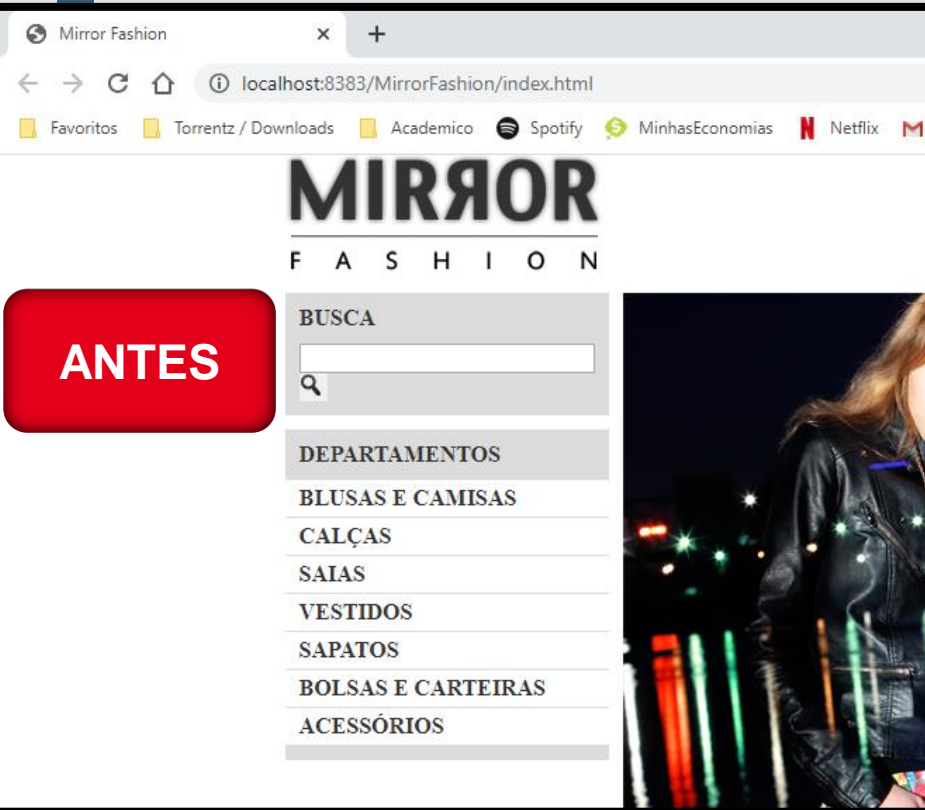 Mirror Fashion
localhost:8383/MirrorFashion/index.html
Favoritos Torrentz / Downloads Academico Spotify MinhasEconomias Netflix
MIRROR
FASHION
ANTES
BUSCA
DEPARTAMENTOS
BLUSAS E CAMISAS
CALÇAS
SAIAS
VESTIDOS
SAPATOS
BOLSAS E CARTEIRAS
ACESSÓRIOS